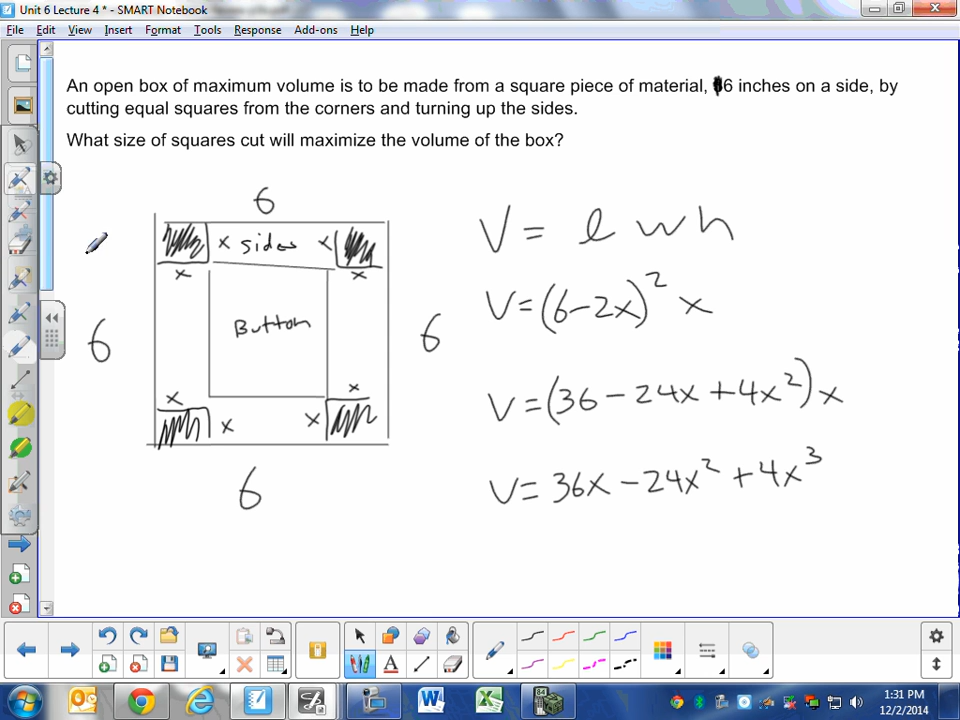 Unit 6 Lecture 4 * - SMART Notebook
File Edit View Insert Format Tools Response Add-ons Help
An open box of maximum volume is to be made from a square piece of material, 6 inches on a side, by
cutting equal squares from the corners and turning up the sides.
What size of squares cut will maximize the volume of the box?
6
x sides x
x x
Button
6 6
x x
x x
6
V = l w h
V = (6-2x)² x
V = (36 - 24x + 4x²) x
V = 36x - 24x² + 4x³
A
W X
1:31 PM
12/2/2014